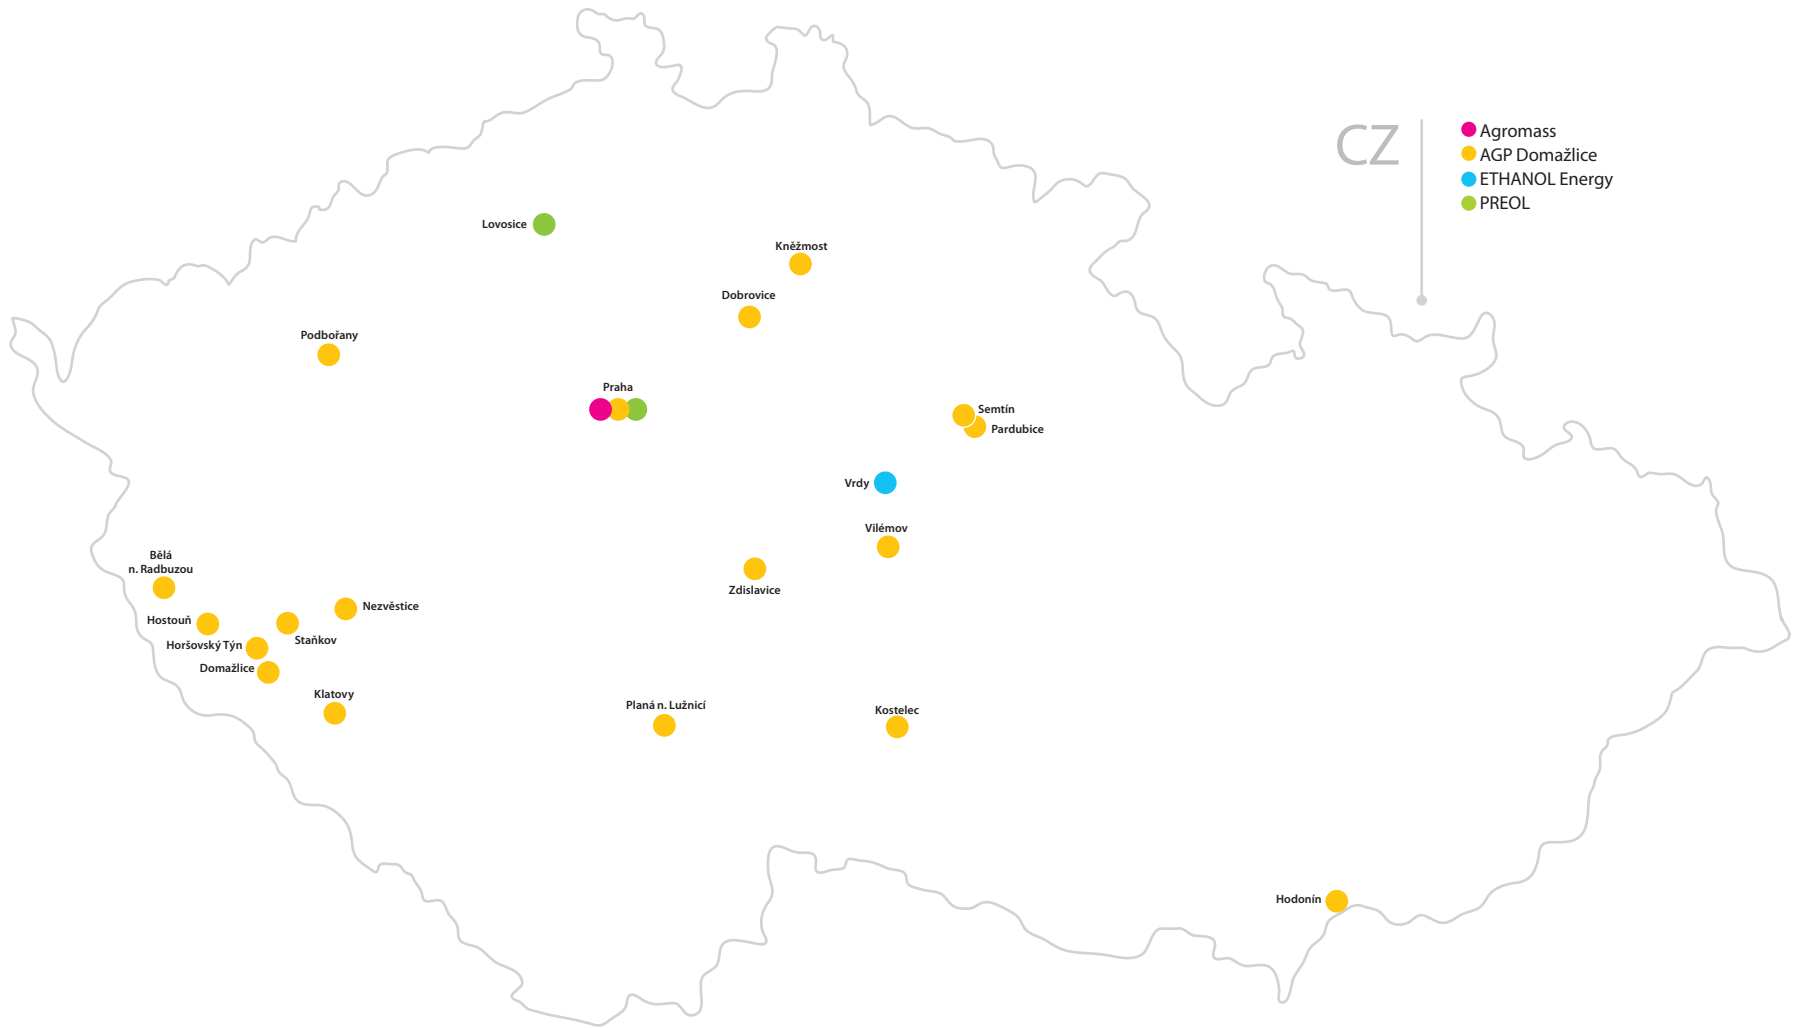 CZ
Agromass
AGP Domažlice
ETHANOL Energy
PREOL
Lovosice
Kněžmost
Dobrovice
Podbořany
Praha
Semtín
Pardubice
Vrdy
Vilémov
Bělá
n. Radbuzou
Zdislavice
Nezvěstice
Hostouň
Staňkov
Horšovský Týn
Domažlice
Klatovy
Planá n. Lužnicí
Kostelec
Hodonín